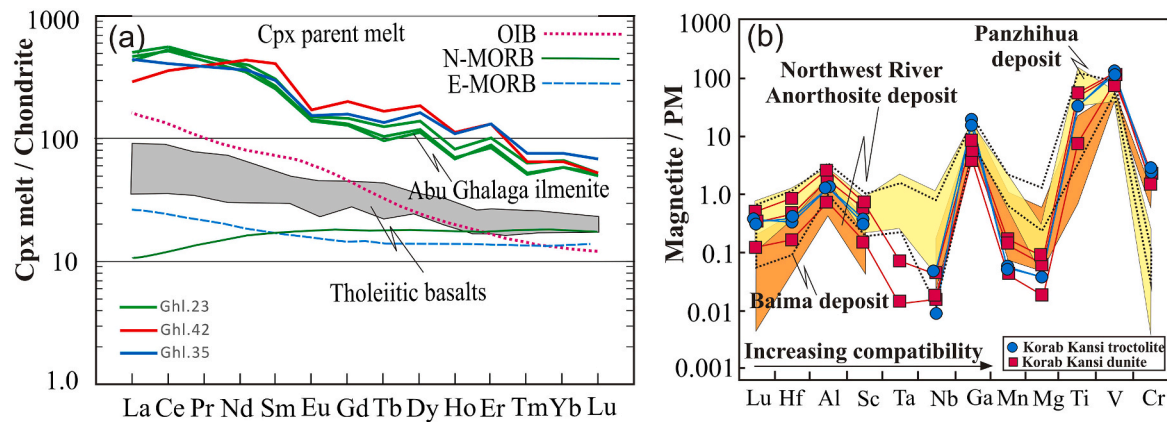 (a)
Cpx parent melt
OIB
N-MORB
E-MORB
1000
100
10
1.0
Cpx melt / Chondrite
Abu Ghalaga ilmenite
Tholeiitic basalts
Ghl.23
Ghl.42
Ghl.35
La Ce Pr Nd Sm Eu Gd Tb Dy Ho Er Tm Yb Lu
(b)
Panzhihua
deposit
Northwest River
Anorthosite deposit
1000
100
10
1.0
0.1
0.01
0.001
Magnetite / PM
Baima deposit
Increasing compatibility
Korab Kansi troctolite
Korab Kansi dunite
Lu Hf Al Sc Ta Nb Ga Mn Mg Ti V Cr